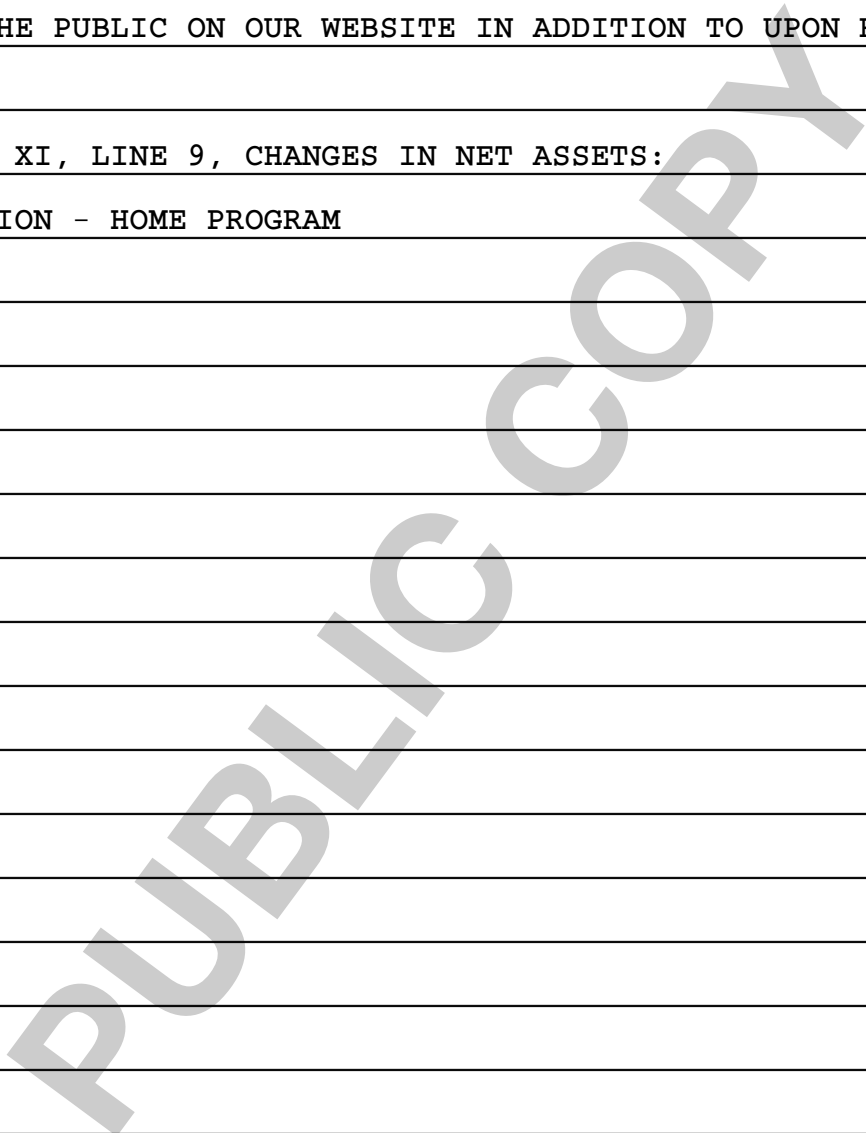 HE PUBLIC ON OUR WEBSITE IN ADDITION TO UPON
XI, LINE 9, CHANGES IN NET ASSETS:
ION - HOME PROGRAM
PUBLIC COPY